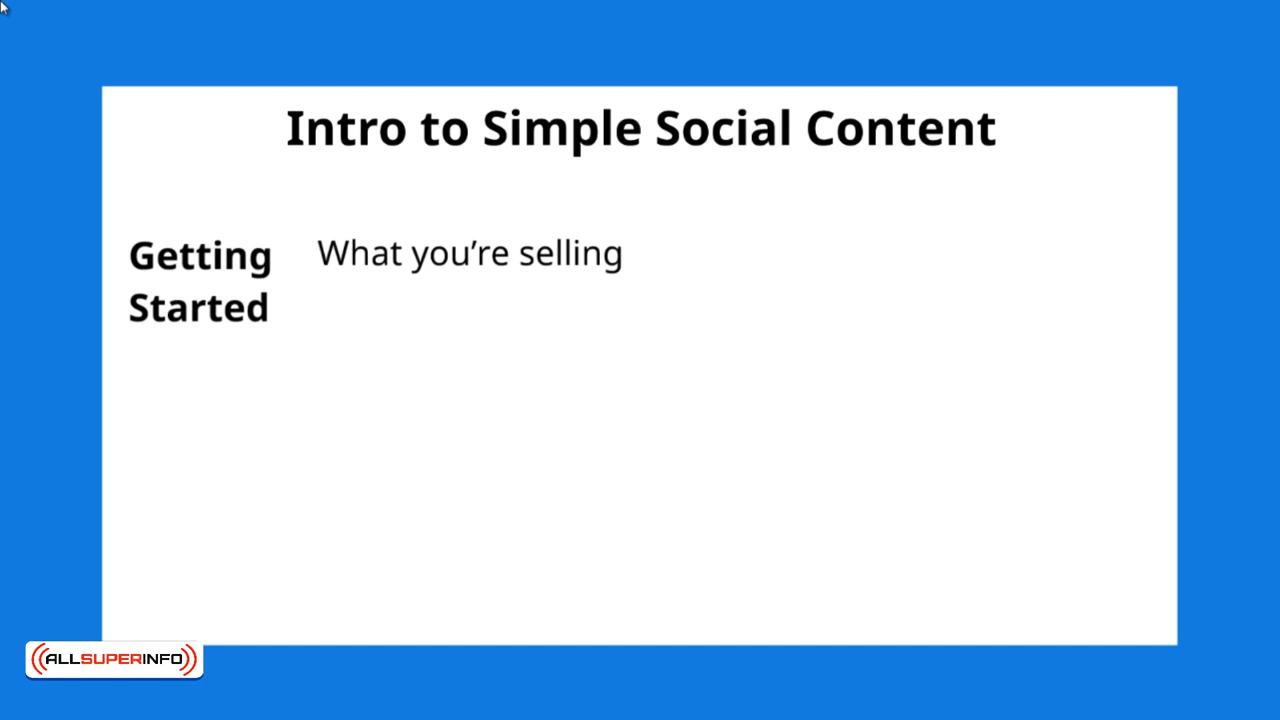 Intro to Simple Social Content
Getting What you’re selling
Started
ALLSUPERINFO